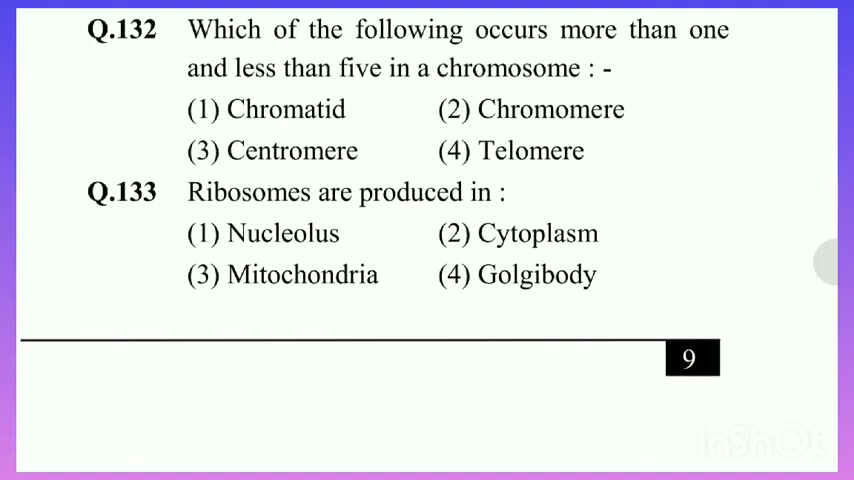 Q.132 Which of the following occurs more than one
and less than five in a chromosome : -
(1) Chromatid (2) Chromomere
(3) Centromere (4) Telomere
Q.133 Ribosomes are produced in :
(1) Nucleolus (2) Cytoplasm
(3) Mitochondria (4) Golgibody
9
InShOt